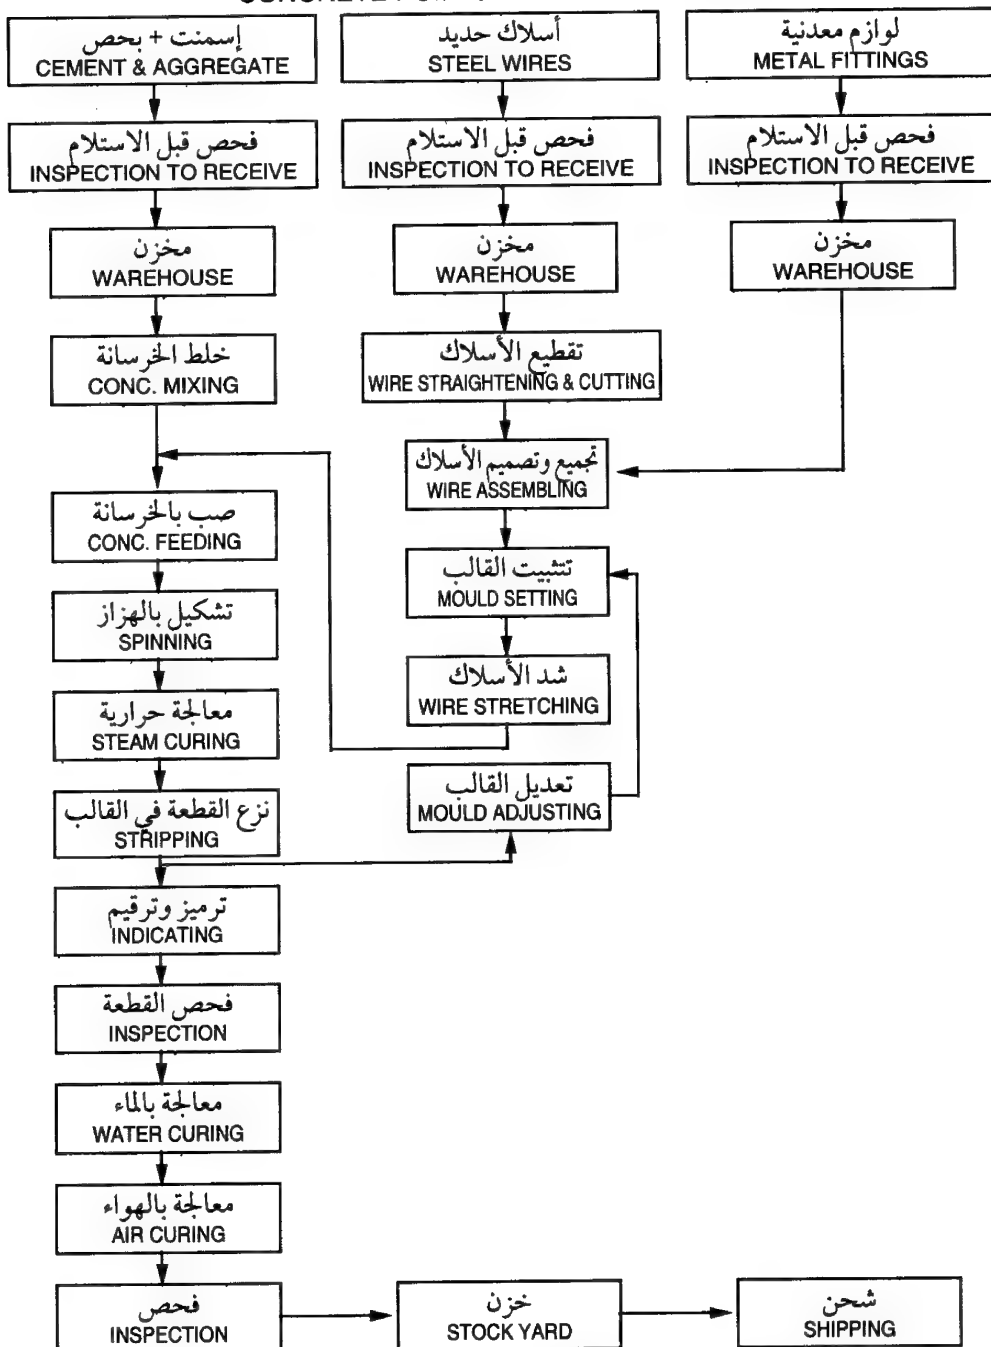 إسمنت + بحص
CEMENT & AGGREGATE
أسلاك حديد
STEEL WIRES
لوازم معدنية
METAL FITTINGS
فحص قبل الاستلام
INSPECTION TO RECEIVE
فحص قبل الاستلام
INSPECTION TO RECEIVE
فحص قبل الاستلام
INSPECTION TO RECEIVE
مخزن
WAREHOUSE
مخزن
WAREHOUSE
مخزن
WAREHOUSE
خلط الخرسانة
CONC. MIXING
تقطيع الأسلاك
WIRE STRAIGHTENING & CUTTING
تجميع وتصميم الأسلاك
WIRE ASSEMBLING
صب بالخرسانة
CONC. FEEDING
تثبيت القالب
MOULD SETTING
تشكيل بالهزاز
SPINNING
شد الأسلاك
WIRE STRETCHING
معالجة حرارية
STEAM CURING
تعديل القالب
MOULD ADJUSTING
نزع القطعة في القالب
STRIPPING
ترميز وترقيم
INDICATING
فحص القطعة
INSPECTION
معالجة بالماء
WATER CURING
معالجة بالهواء
AIR CURING
فحص
INSPECTION
خزن
STOCK YARD
شحن
SHIPPING